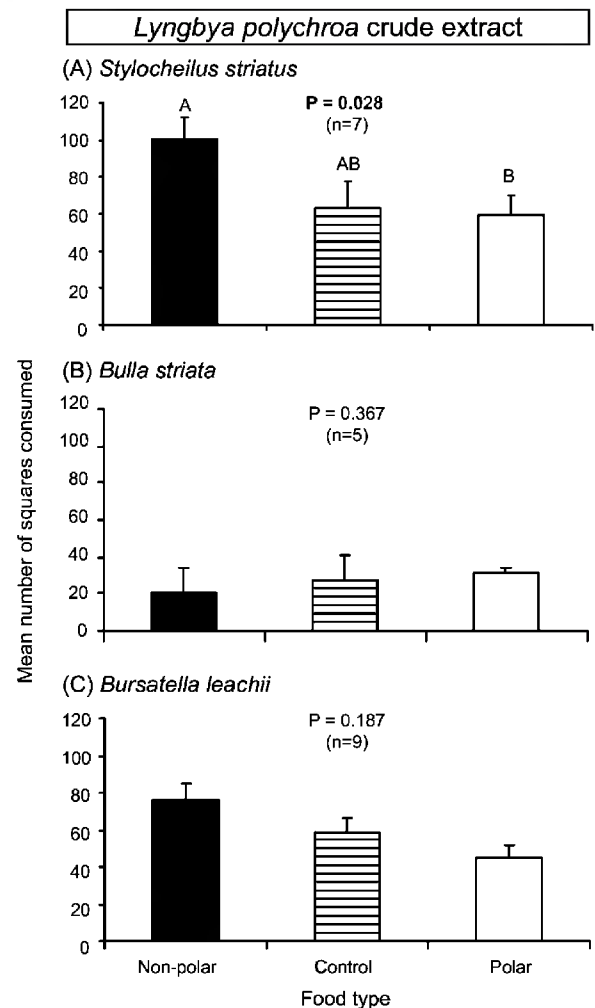 Lyngbya polychroa crude extract
(A) Stylocheilus striatus
120
100
80
60
40
20
0
A
P = 0.028
(n=7)
AB
B
Mean number of squares consumed
(B) Bulla striata
120
100
80
60
40
20
0
P = 0.367
(n=5)
(C) Bursatella leachii
120
100
80
60
40
20
0
P = 0.187
(n=9)
Non-polar Control Polar
Food type